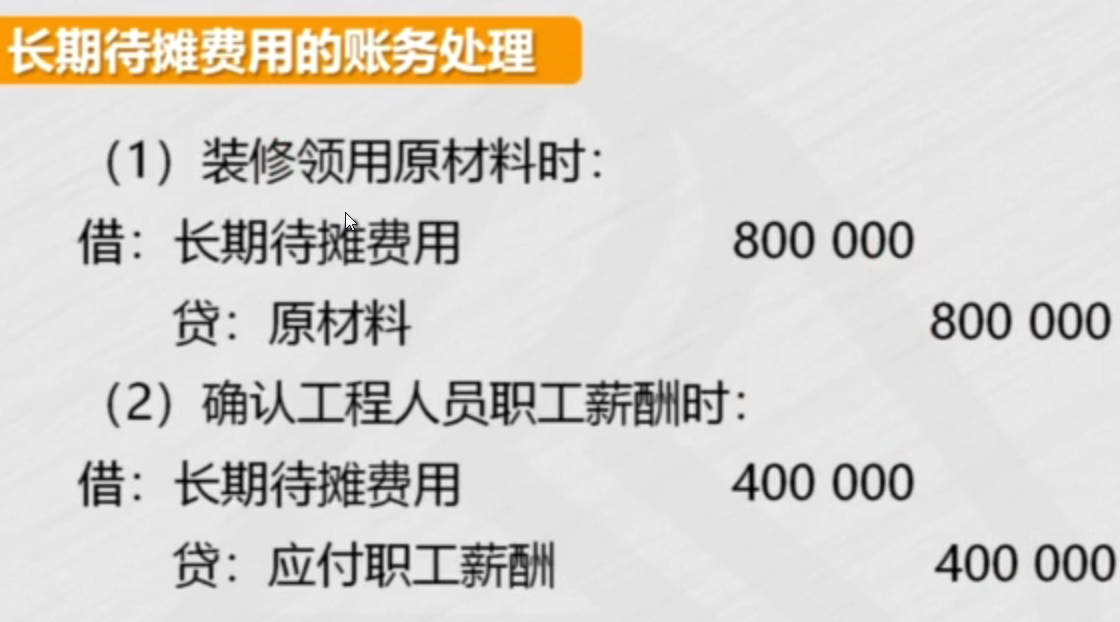 长期待摊费用的账务处理
（1）装修领用原材料时：
借：长期待摊费用 800 000
贷：原材料 800 000
（2）确认工程人员职工薪酬时：
借：长期待摊费用 400 000
贷：应付职工薪酬 400 000